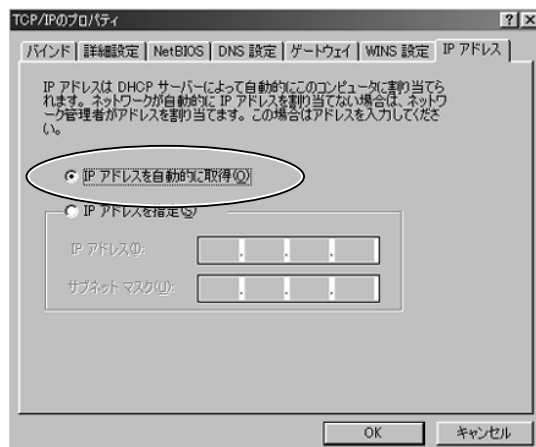 TCP/IPのプロパティ
バインド 詳細設定 NetBIOS DNS 設定 ゲートウェイ WINS 設定 IP アドレス
IP アドレスは DHCP サーバーによって自動的にこのコンピュータに割り当てら
れます。ネットワークが自動的に IP アドレスを割り当てない場合は、ネットワ
ーク管理者がアドレスを割り当てます。この場合はアドレスを入力してくださ
い。
IP アドレスを自動的に取得(O)
IP アドレスを指定(S)
IP アドレス(I):
サブネット マスク(U):
OK キャンセル